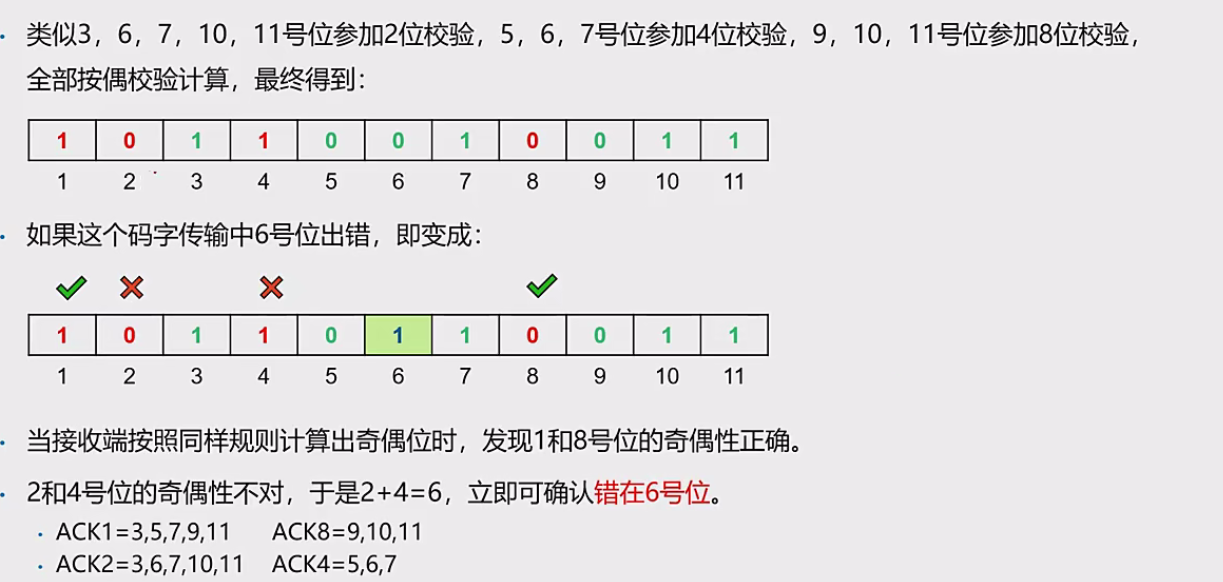 类似3，6，7，10，11号位参加2位校验，5，6，7号位参加4位校验，9，10，11号位参加8位校验，
全部按偶校验计算，最终得到：
1 0 1 1 0 0 1 0 0 1 1
1 2 3 4 5 6 7 8 9 10 11
如果这个码字传输中6号位出错，即变成：
1 0 1 1 0 1 1 0 0 1 1
1 2 3 4 5 6 7 8 9 10 11
当接收端按照同样规则计算出奇偶位时，发现1和8号位的奇偶性正确。
2和4号位的奇偶性不对，于是2+4=6，立即可确认错在6号位。
ACK1=3,5,7,9,11 ACK8=9,10,11
ACK2=3,6,7,10,11 ACK4=5,6,7